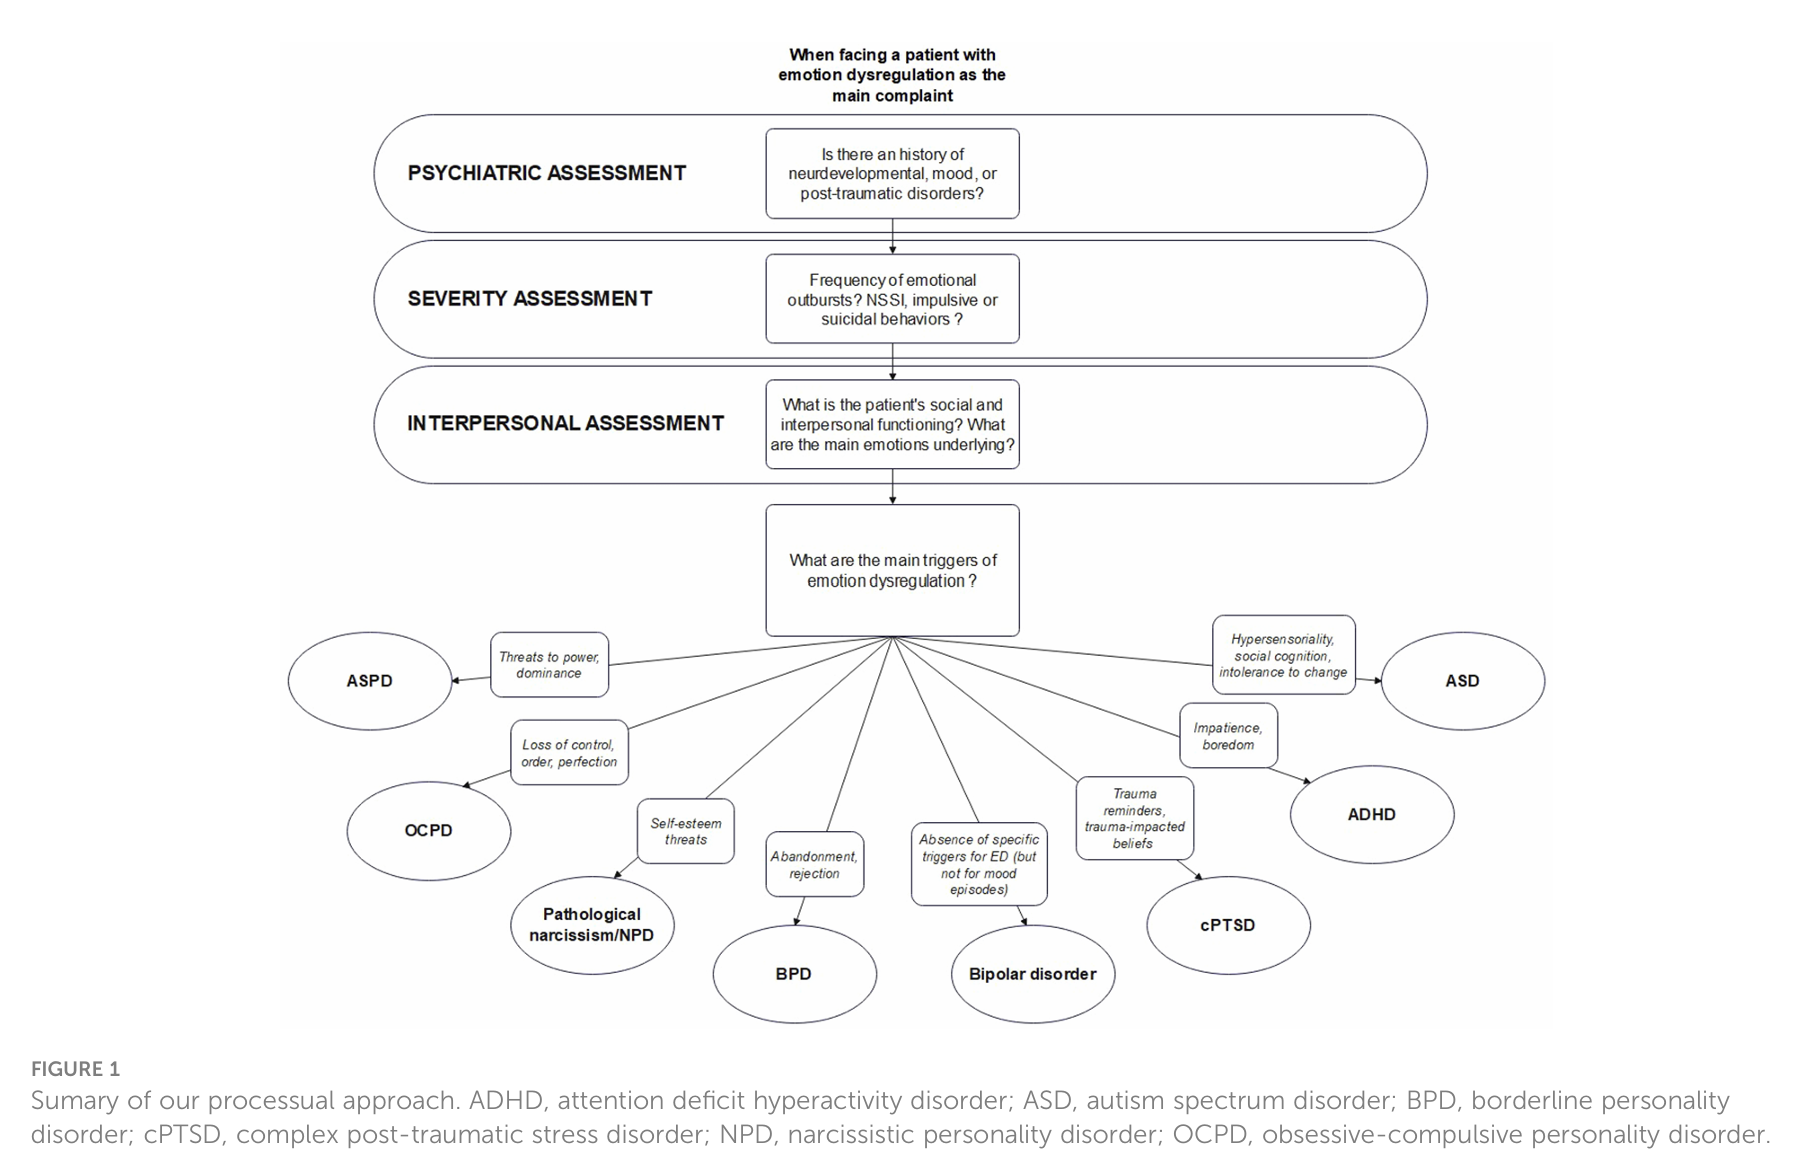 When facing a patient with
emotion dysregulation as the
main complaint
PSYCHIATRIC ASSESSMENT
Is there an history of
neurdevelopmental, mood, or
post-traumatic disorders?
SEVERITY ASSESSMENT
Frequency of emotional
outbursts? NSSI, impulsive or
suicidal behaviors ?
INTERPERSONAL ASSESSMENT
What is the patient's social and
interpersonal functioning? What
are the main emotions underlying?
What are the main triggers of
emotion dysregulation ?
Threats to power,
dominance
ASPD
Loss of control,
order, perfection
OCPD
Self-esteem
threats
Pathological
narcissism/NPD
Abandonment,
rejection
BPD
Absence of specific
triggers for ED (but
not for mood
episodes)
Bipolar disorder
Trauma
reminders,
trauma-impacted
beliefs
cPTSD
Impatience,
boredom
ADHD
Hypersensoriality,
social cognition,
intolerance to change
ASD
FIGURE 1
Sumary of our processual approach. ADHD, attention deficit hyperactivity disorder; ASD, autism spectrum disorder; BPD, borderline personality
disorder; cPTSD, complex post-traumatic stress disorder; NPD, narcissistic personality disorder; OCPD, obsessive-compulsive personality disorder.